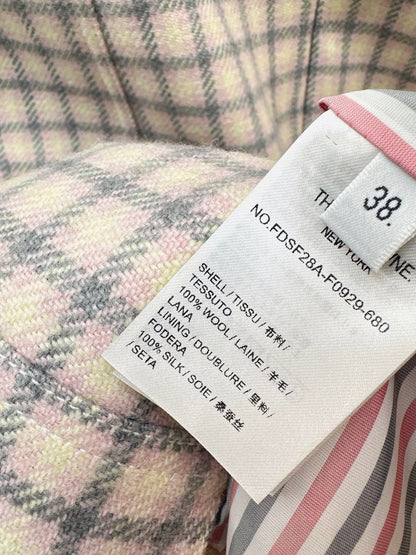 38.
TH
NE.
NEW YORK
NO.FDSF28A-F0929-680
SHELL / TISSU / 布料 /
TESSUTO
100% WOOL / LAINE / 羊毛 /
LANA
LINING / DOUBLURE / 里料 /
FODERA
100% SILK / SOIE / 桑蚕丝
/ SETA